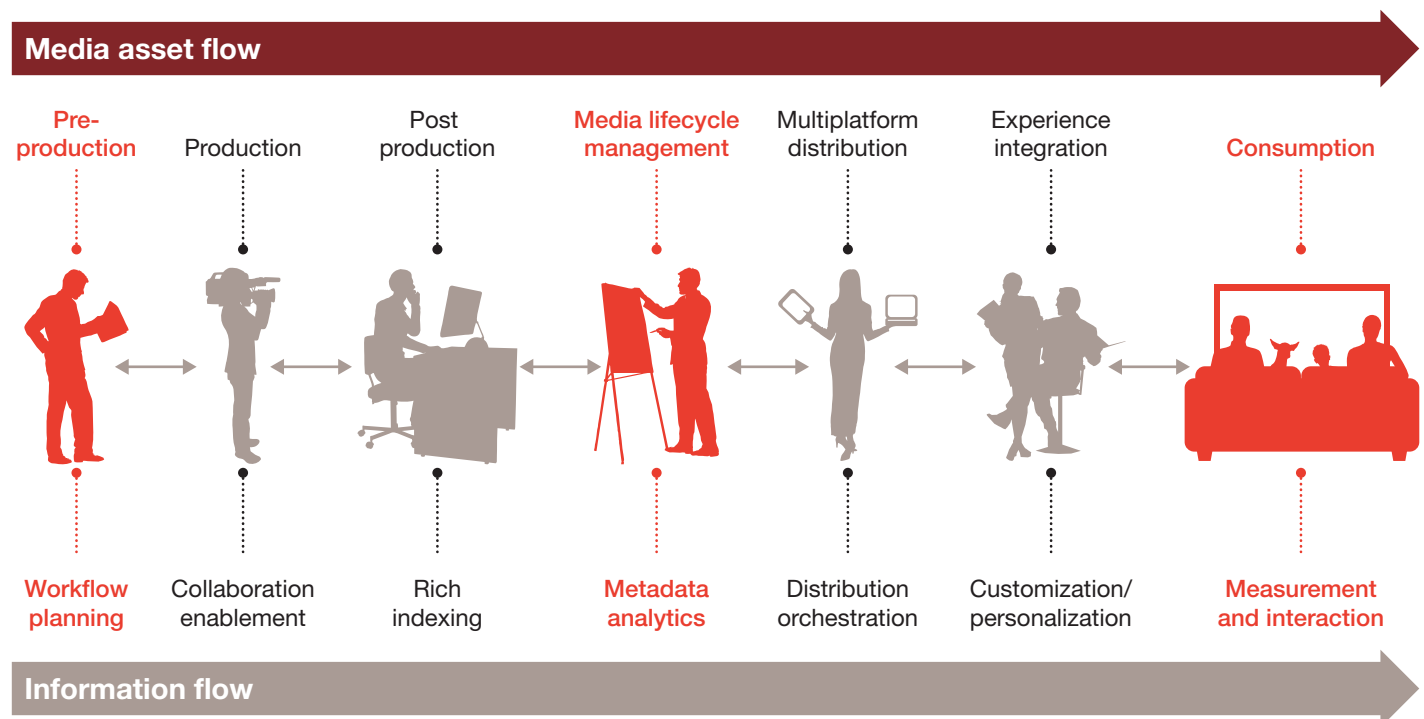 Media asset flow
Pre-
production
Production
Post
production
Media lifecycle
management
Multiplatform
distribution
Experience
integration
Consumption
Workflow
planning
Collaboration
enablement
Rich
indexing
Metadata
analytics
Distribution
orchestration
Customization/
personalization
Measurement
and interaction
Information flow